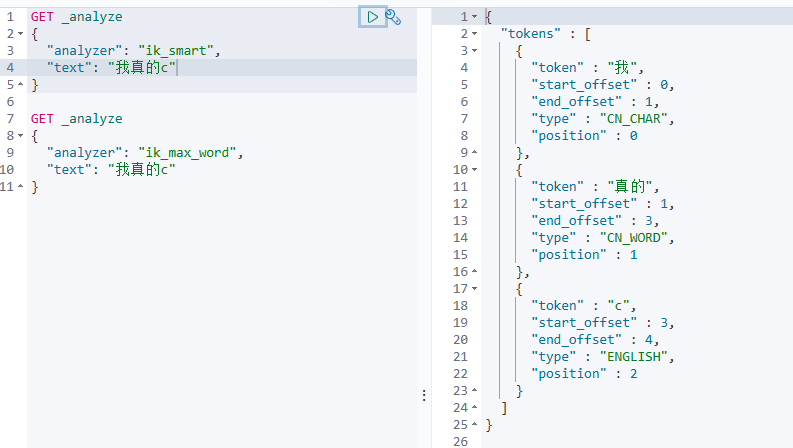 1 GET _analyze
2 {
3 "analyzer": "ik_smart",
4 "text": "我真的c"
5 }
6
7 GET _analyze
8 {
9 "analyzer": "ik_max_word",
10 "text": "我真的c"
11 }
1 {
2 "tokens" : [
3 {
4 "token" : "我",
5 "start_offset" : 0,
6 "end_offset" : 1,
7 "type" : "CN_CHAR",
8 "position" : 0
9 },
10 {
11 "token" : "真的",
12 "start_offset" : 1,
13 "end_offset" : 3,
14 "type" : "CN_WORD",
15 "position" : 1
16 },
17 {
18 "token" : "c",
19 "start_offset" : 3,
20 "end_offset" : 4,
21 "type" : "ENGLISH",
22 "position" : 2
23 }
24 ]
25 }
26